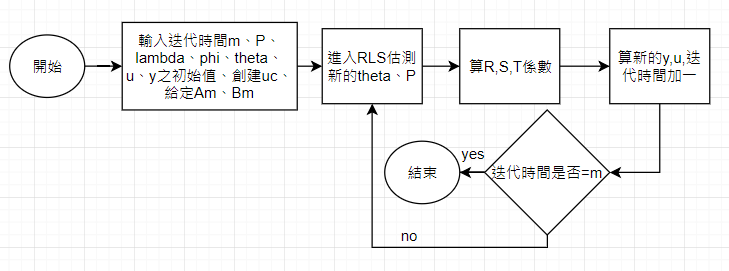 開始
輸入迭代時間m、P、
lambda、phi、theta、
u、y之初始值、創建uc、
給定Am、Bm
進入RLS估測
新的theta、P
算R,S,T係數
算新的y,u,迭
代時間加一
迭代時間是否=m
yes
結束
no